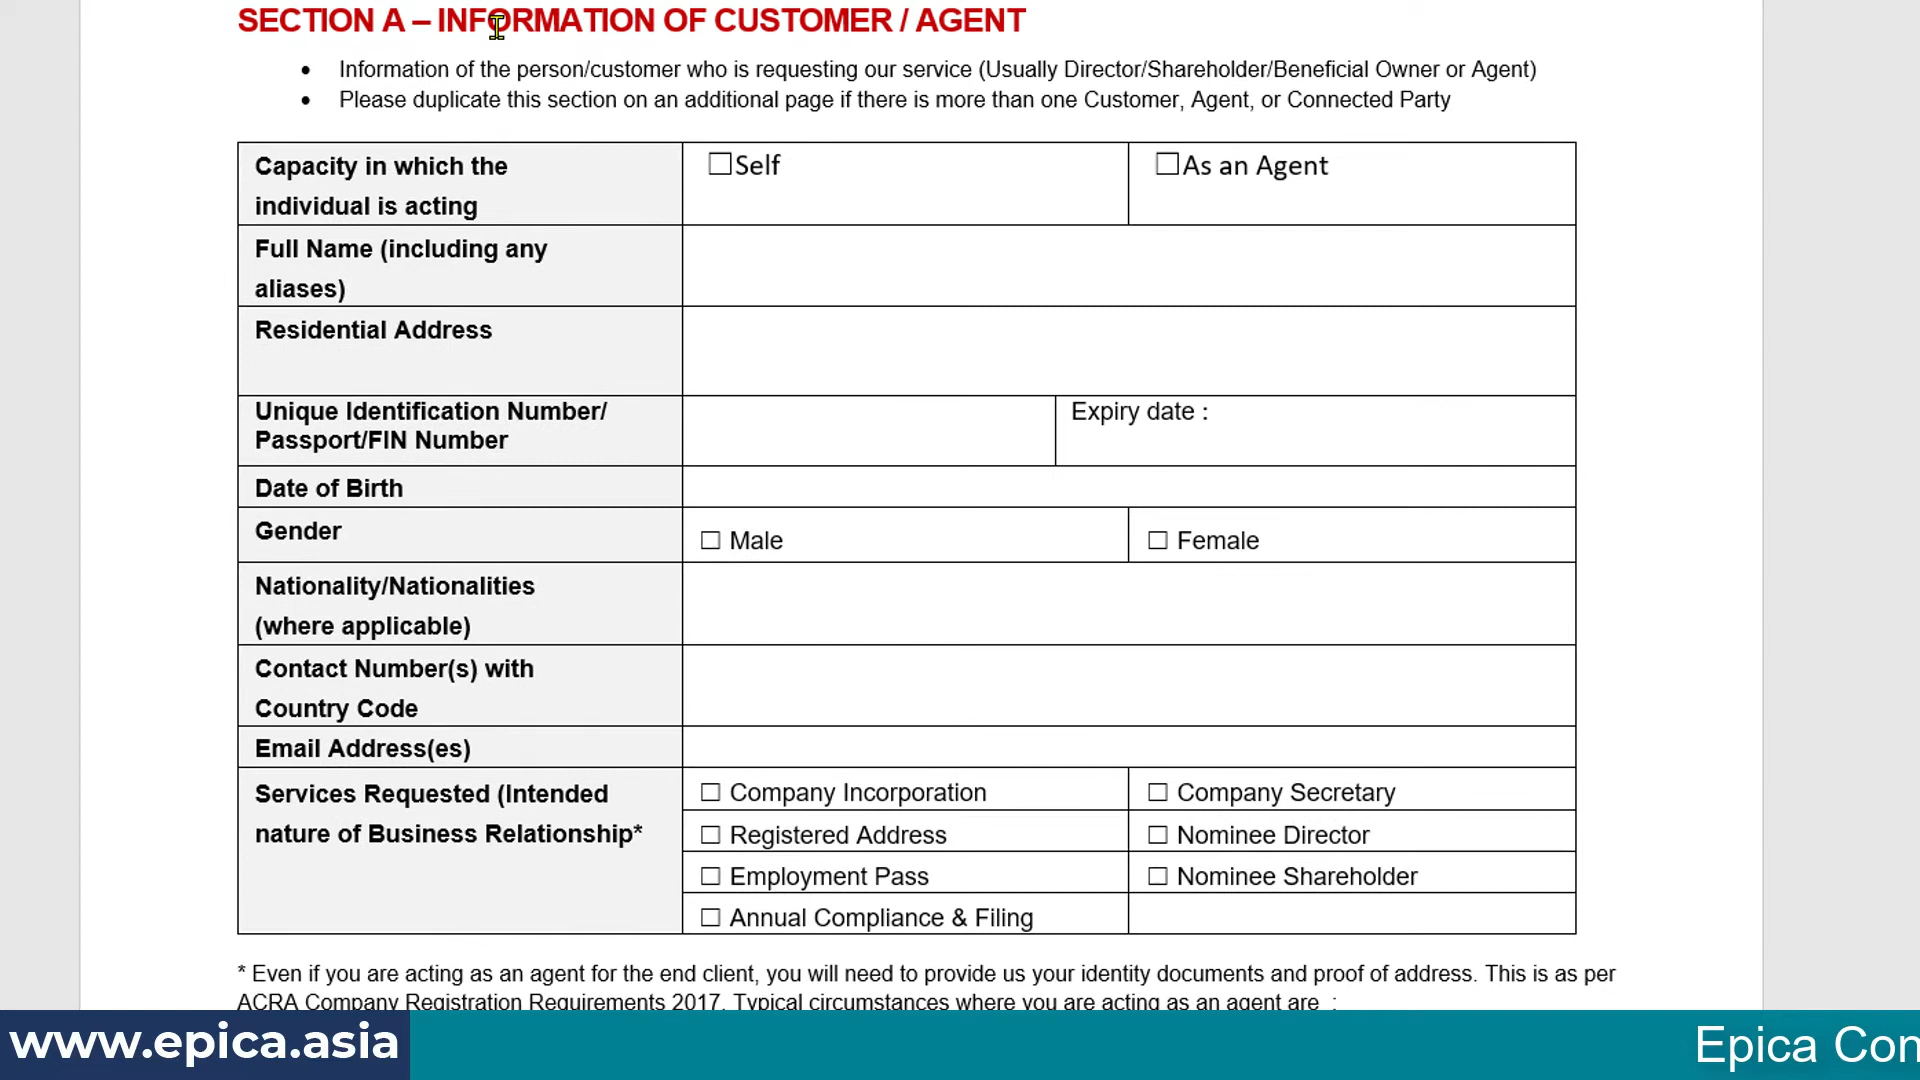 SECTION A – INFORMATION OF CUSTOMER / AGENT
• Information of the person/customer who is requesting our service (Usually Director/Shareholder/Beneficial Owner or Agent)
• Please duplicate this section on an additional page if there is more than one Customer, Agent, or Connected Party
Capacity in which the
individual is acting
☐Self
☐As an Agent
Full Name (including any
aliases)
Residential Address
Unique Identification Number/
Passport/FIN Number
Expiry date :
Date of Birth
Gender
☐ Male
☐ Female
Nationality/Nationalities
(where applicable)
Contact Number(s) with
Country Code
Email Address(es)
Services Requested (Intended
nature of Business Relationship*
☐ Company Incorporation
☐ Company Secretary
☐ Registered Address
☐ Nominee Director
☐ Employment Pass
☐ Nominee Shareholder
☐ Annual Compliance & Filing
* Even if you are acting as an agent for the end client, you will need to provide us your identity documents and proof of address. This is as per
ACRA Company Registration Requirements 2017. Typical circumstances where you are acting as an agent are :
www.epica.asia
Epica Con